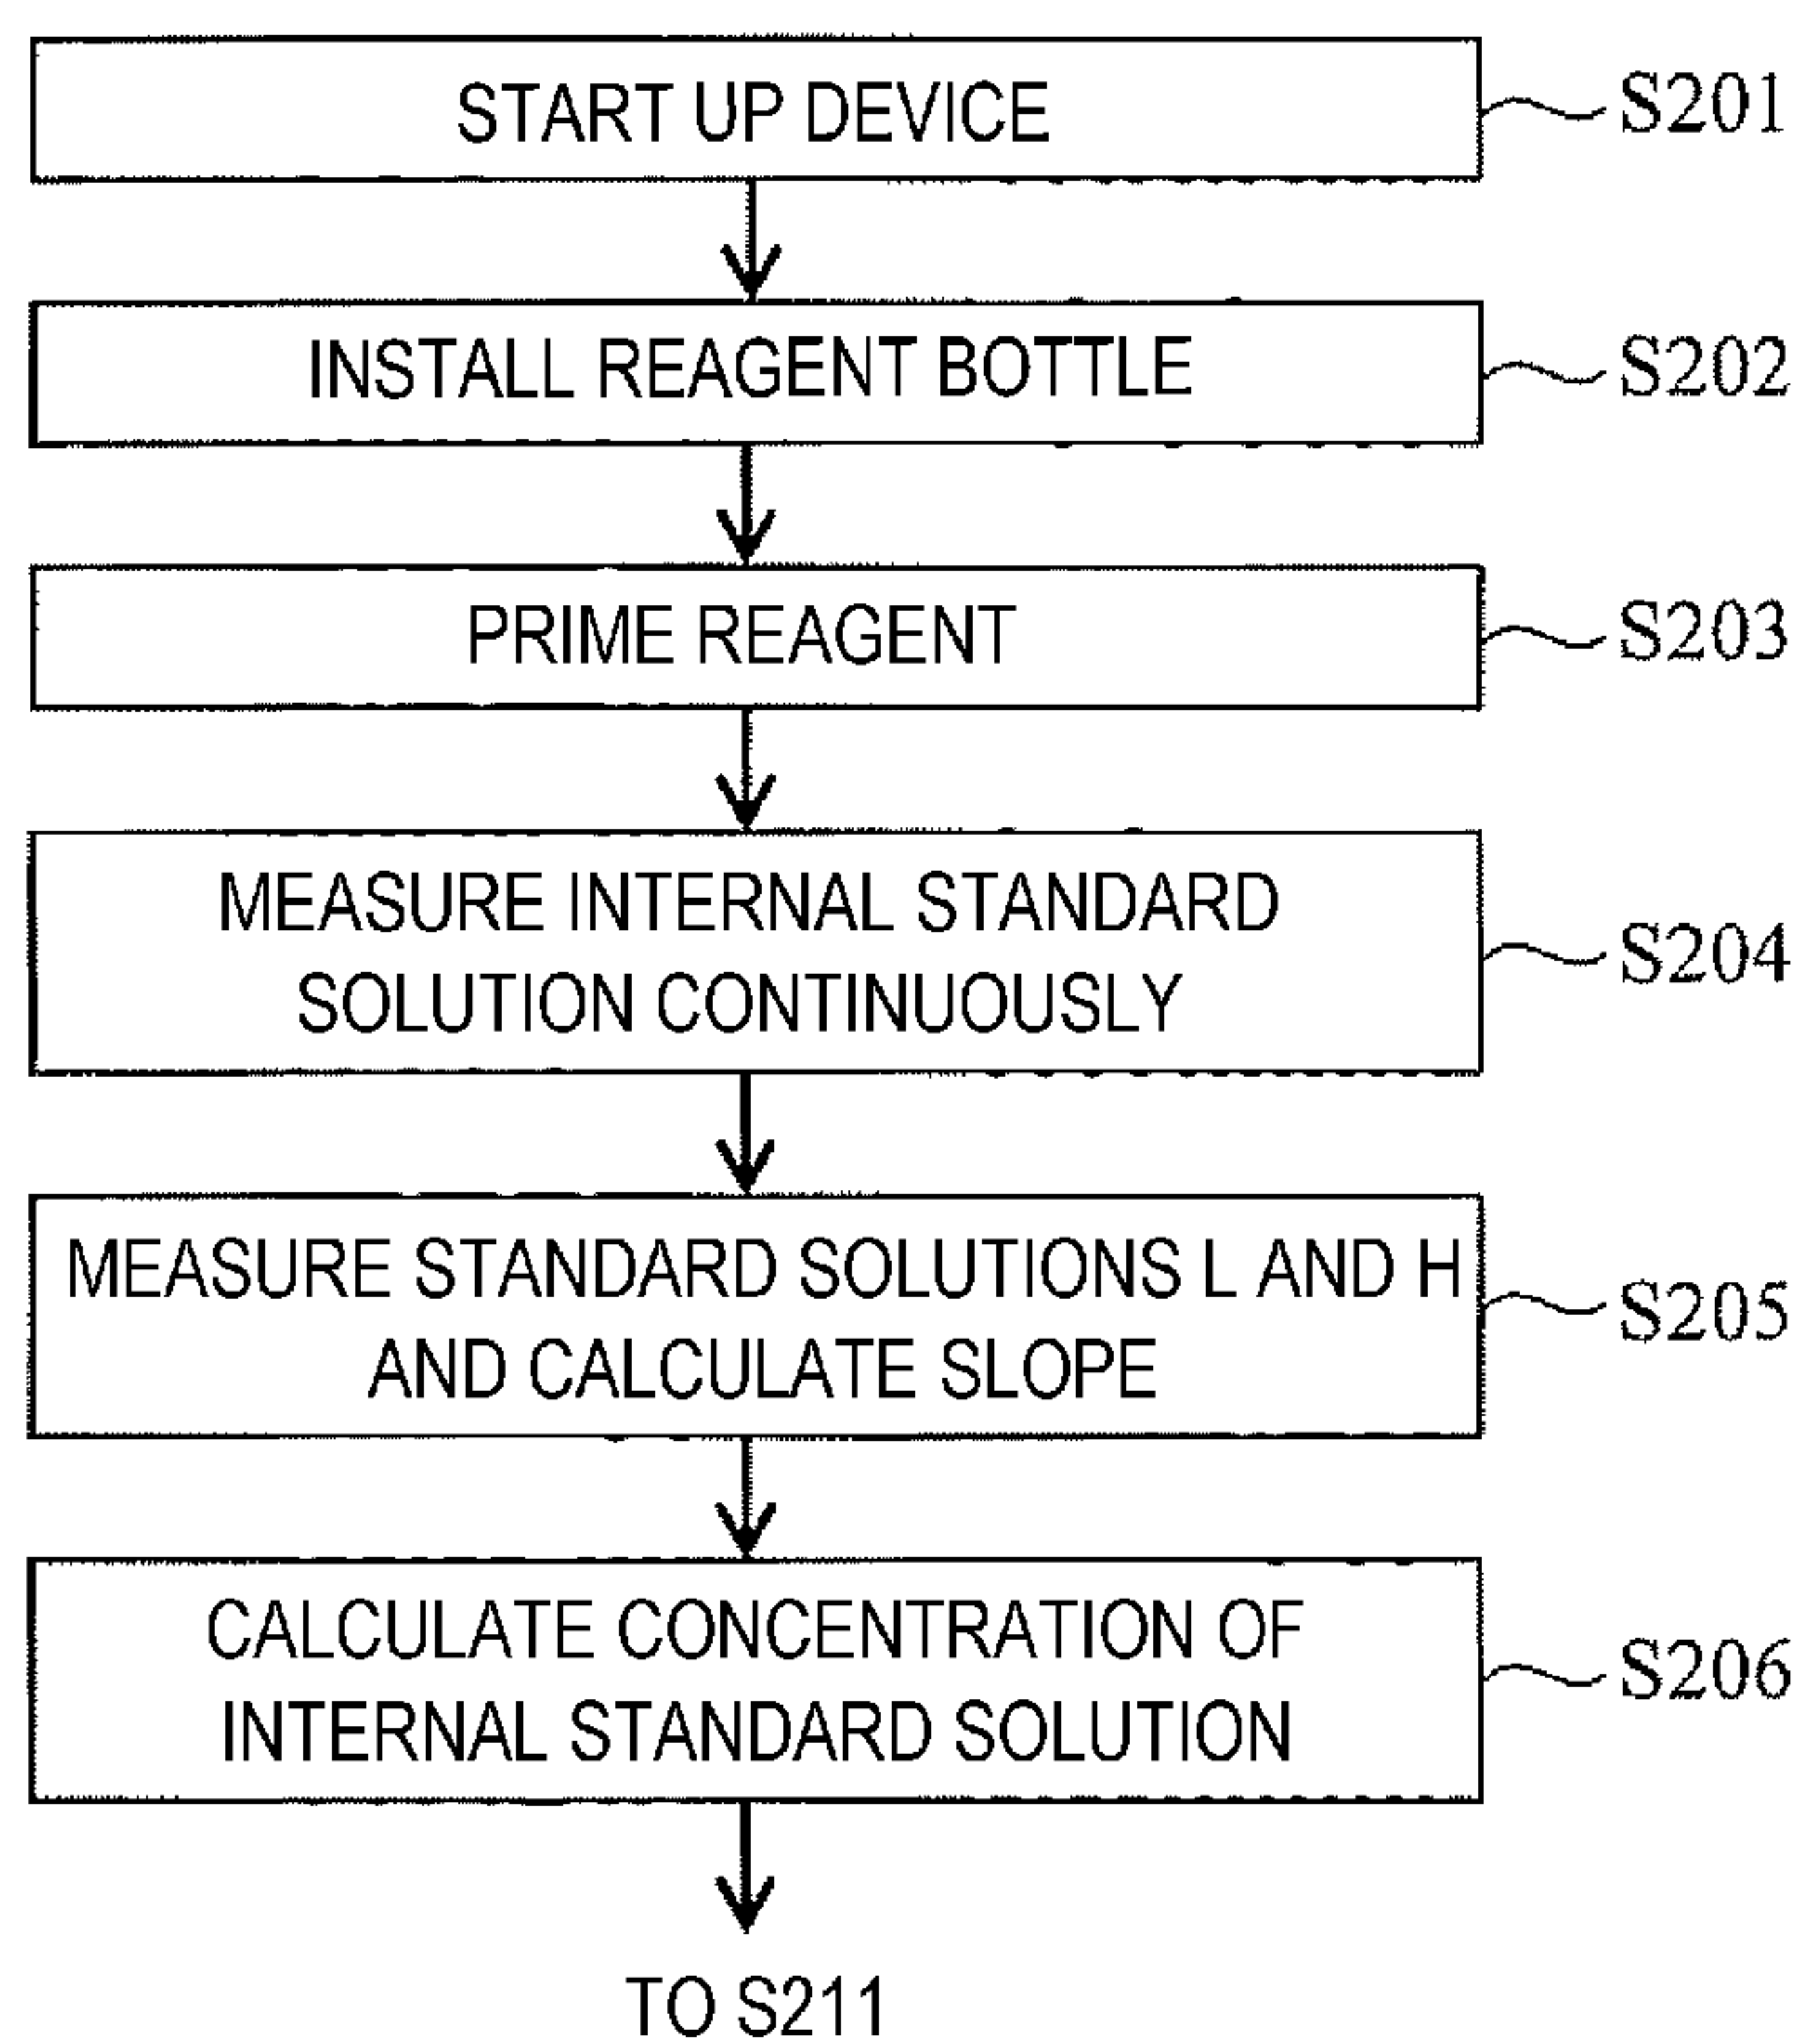 START UP DEVICE
S201
INSTALL REAGENT BOTTLE
S202
PRIME REAGENT
S203
MEASURE INTERNAL STANDARD
SOLUTION CONTINUOUSLY
S204
MEASURE STANDARD SOLUTIONS L AND H
AND CALCULATE SLOPE
S205
CALCULATE CONCENTRATION OF
INTERNAL STANDARD SOLUTION
S206
TO S211